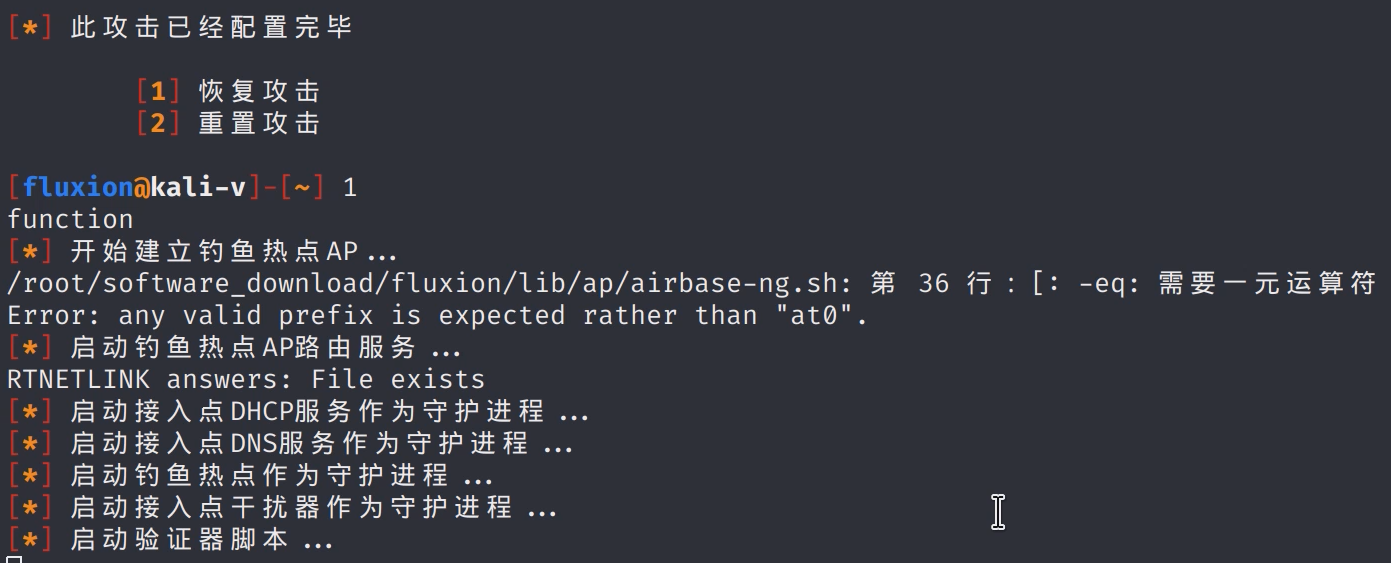 [*] 此攻击已经配置完毕
[1] 恢复攻击
[2] 重置攻击
[fluxion@kali-v]-[~] 1
function
[*] 开始建立钓鱼热点AP...
/root/software_download/fluxion/lib/ap/airbase-ng.sh: 第 36 行：[: -eq: 需要一元运算符
Error: any valid prefix is expected rather than "at0".
[*] 启动钓鱼热点AP路由服务 ...
RTNETLINK answers: File exists
[*] 启动接入点DHCP服务作为守护进程 ...
[*] 启动接入点DNS服务作为守护进程 ...
[*] 启动钓鱼热点作为守护进程 ...
[*] 启动接入点干扰器作为守护进程 ...
[*] 启动验证器脚本 ...